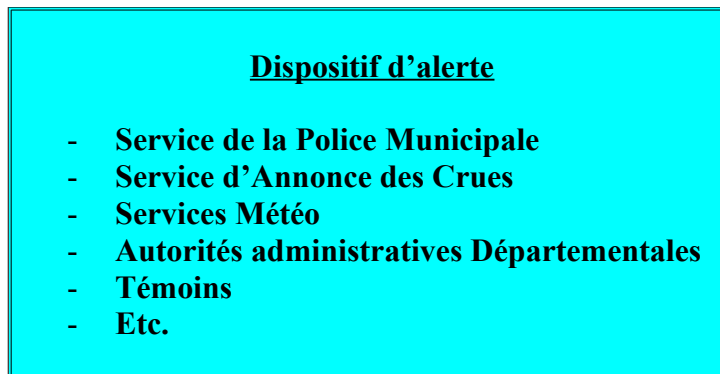 Dispositif d’alerte
- Service de la Police Municipale
- Service d’Annonce des Crues
- Services Météo
- Autorités administratives Départementales
- Témoins
- Etc.